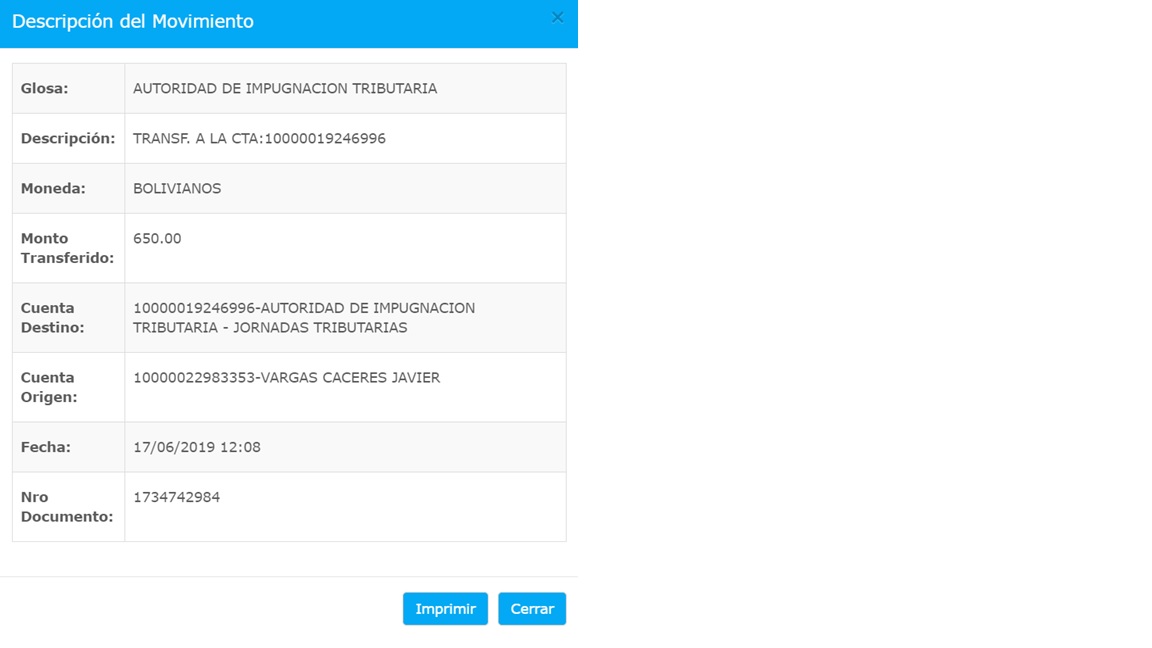 Descripción del Movimiento
×
Glosa: AUTORIDAD DE IMPUGNACION TRIBUTARIA
Descripción: TRANSF. A LA CTA:10000019246996
Moneda: BOLIVIANOS
Monto 650.00
Transferido:
Cuenta 10000019246996-AUTORIDAD DE IMPUGNACION
Destino: TRIBUTARIA - JORNADAS TRIBUTARIAS
Cuenta 10000022983353-VARGAS CACERES JAVIER
Origen:
Fecha: 17/06/2019 12:08
Nro 1734742984
Documento:
Imprimir Cerrar